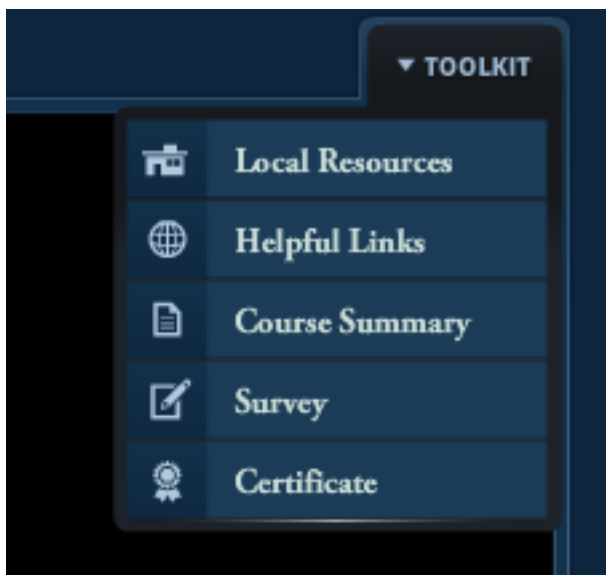 TOOLKIT
Local Resources
Helpful Links
Course Summary
Survey
Certificate